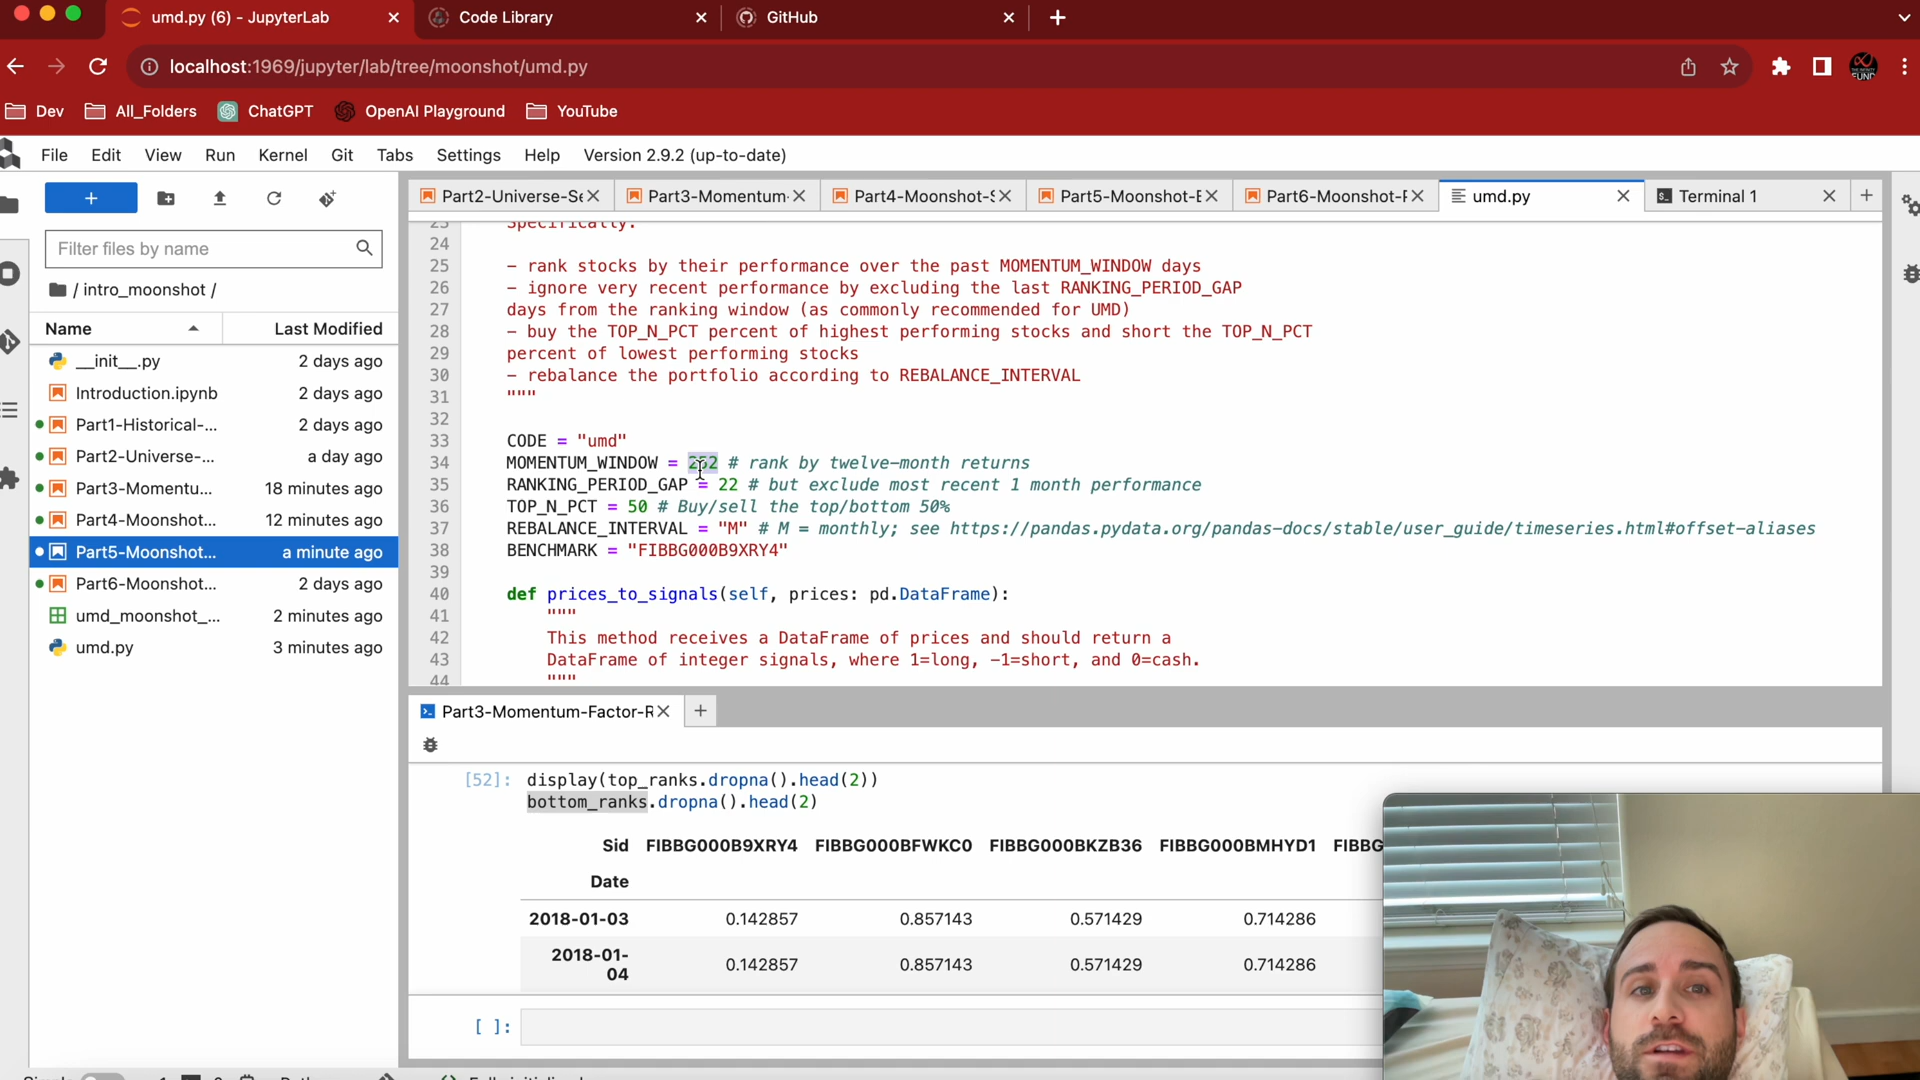 umd.py (6) - JupyterLab
Code Library
GitHub
localhost:1969/jupyter/lab/tree/moonshot/umd.py
Dev
All_Folders
ChatGPT
OpenAI Playground
YouTube
File Edit View Run Kernel Git Tabs Settings Help Version 2.9.2 (up-to-date)
Filter files by name
/ intro_moonshot /
Name Last Modified
__init__.py 2 days ago
Introduction.ipynb 2 days ago
Part1-Historical-... 2 days ago
Part2-Universe-... a day ago
Part3-Momentu... 18 minutes ago
Part4-Moonshot... 12 minutes ago
Part5-Moonshot... a minute ago
Part6-Moonshot... 2 days ago
umd_moonshot_... 2 minutes ago
umd.py 3 minutes ago
Part2-Universe-Se
Part3-Momentum-
Part4-Moonshot-S
Part5-Moonshot-E
Part6-Moonshot-F
umd.py
Terminal 1
23 Specifically:
24
25 - rank stocks by their performance over the past MOMENTUM_WINDOW days
26 - ignore very recent performance by excluding the last RANKING_PERIOD_GAP
27 days from the ranking window (as commonly recommended for UMD)
28 - buy the TOP_N_PCT percent of highest performing stocks and short the TOP_N_PCT
29 percent of lowest performing stocks
30 - rebalance the portfolio according to REBALANCE_INTERVAL
31 """
32
33 CODE = "umd"
34 MOMENTUM_WINDOW = 252 # rank by twelve-month returns
35 RANKING_PERIOD_GAP = 22 # but exclude most recent 1 month performance
36 TOP_N_PCT = 50 # Buy/sell the top/bottom 50%
37 REBALANCE_INTERVAL = "M" # M = monthly; see https://pandas.pydata.org/pandas-docs/stable/user_guide/timeseries.html#offset-aliases
38 BENCHMARK = "FIBBG000B9XRY4"
39
40 def prices_to_signals(self, prices: pd.DataFrame):
41 """
42 This method receives a DataFrame of prices and should return a
43 DataFrame of integer signals, where 1=long, -1=short, and 0=cash.
44 """
Part3-Momentum-Factor-R
[52]: display(top_ranks.dropna().head(2))
bottom_ranks.dropna().head(2)
Sid FIBBG000B9XRY4 FIBBG000BFWKC0 FIBBG000BKZB36 FIBBG000BMHYD1 FIBBG
Date
2018-01-03 0.142857 0.857143 0.571429 0.714286
2018-01-
04 0.142857 0.857143 0.571429 0.714286
[ ]: